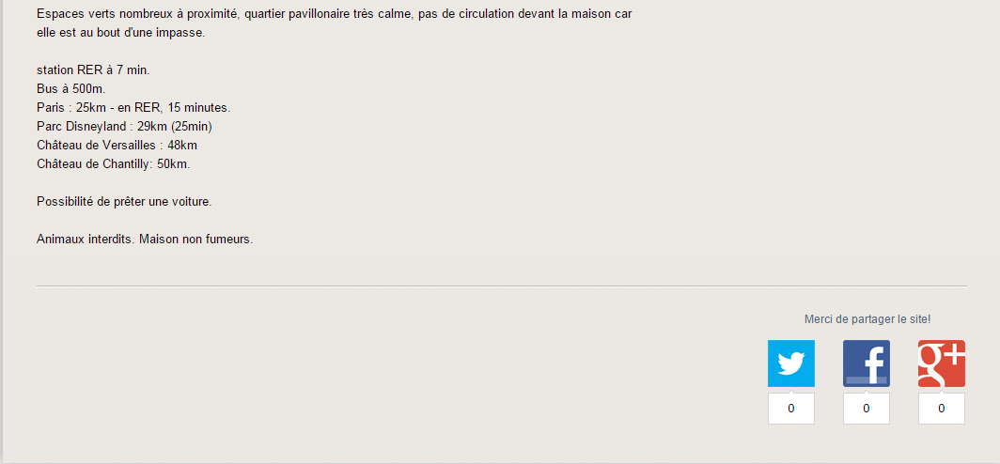 Espaces verts nombreux à proximité, quartier pavillonaire très calme, pas de circulation devant la maison car
elle est au bout d'une impasse.
station RER à 7 min.
Bus à 500m.
Paris : 25km - en RER, 15 minutes.
Parc Disneyland : 29km (25min)
Château de Versailles : 48km
Château de Chantilly: 50km.
Possibilité de prêter une voiture.
Animaux interdits. Maison non fumeurs.
Merci de partager le site!
f g+
0 0 0